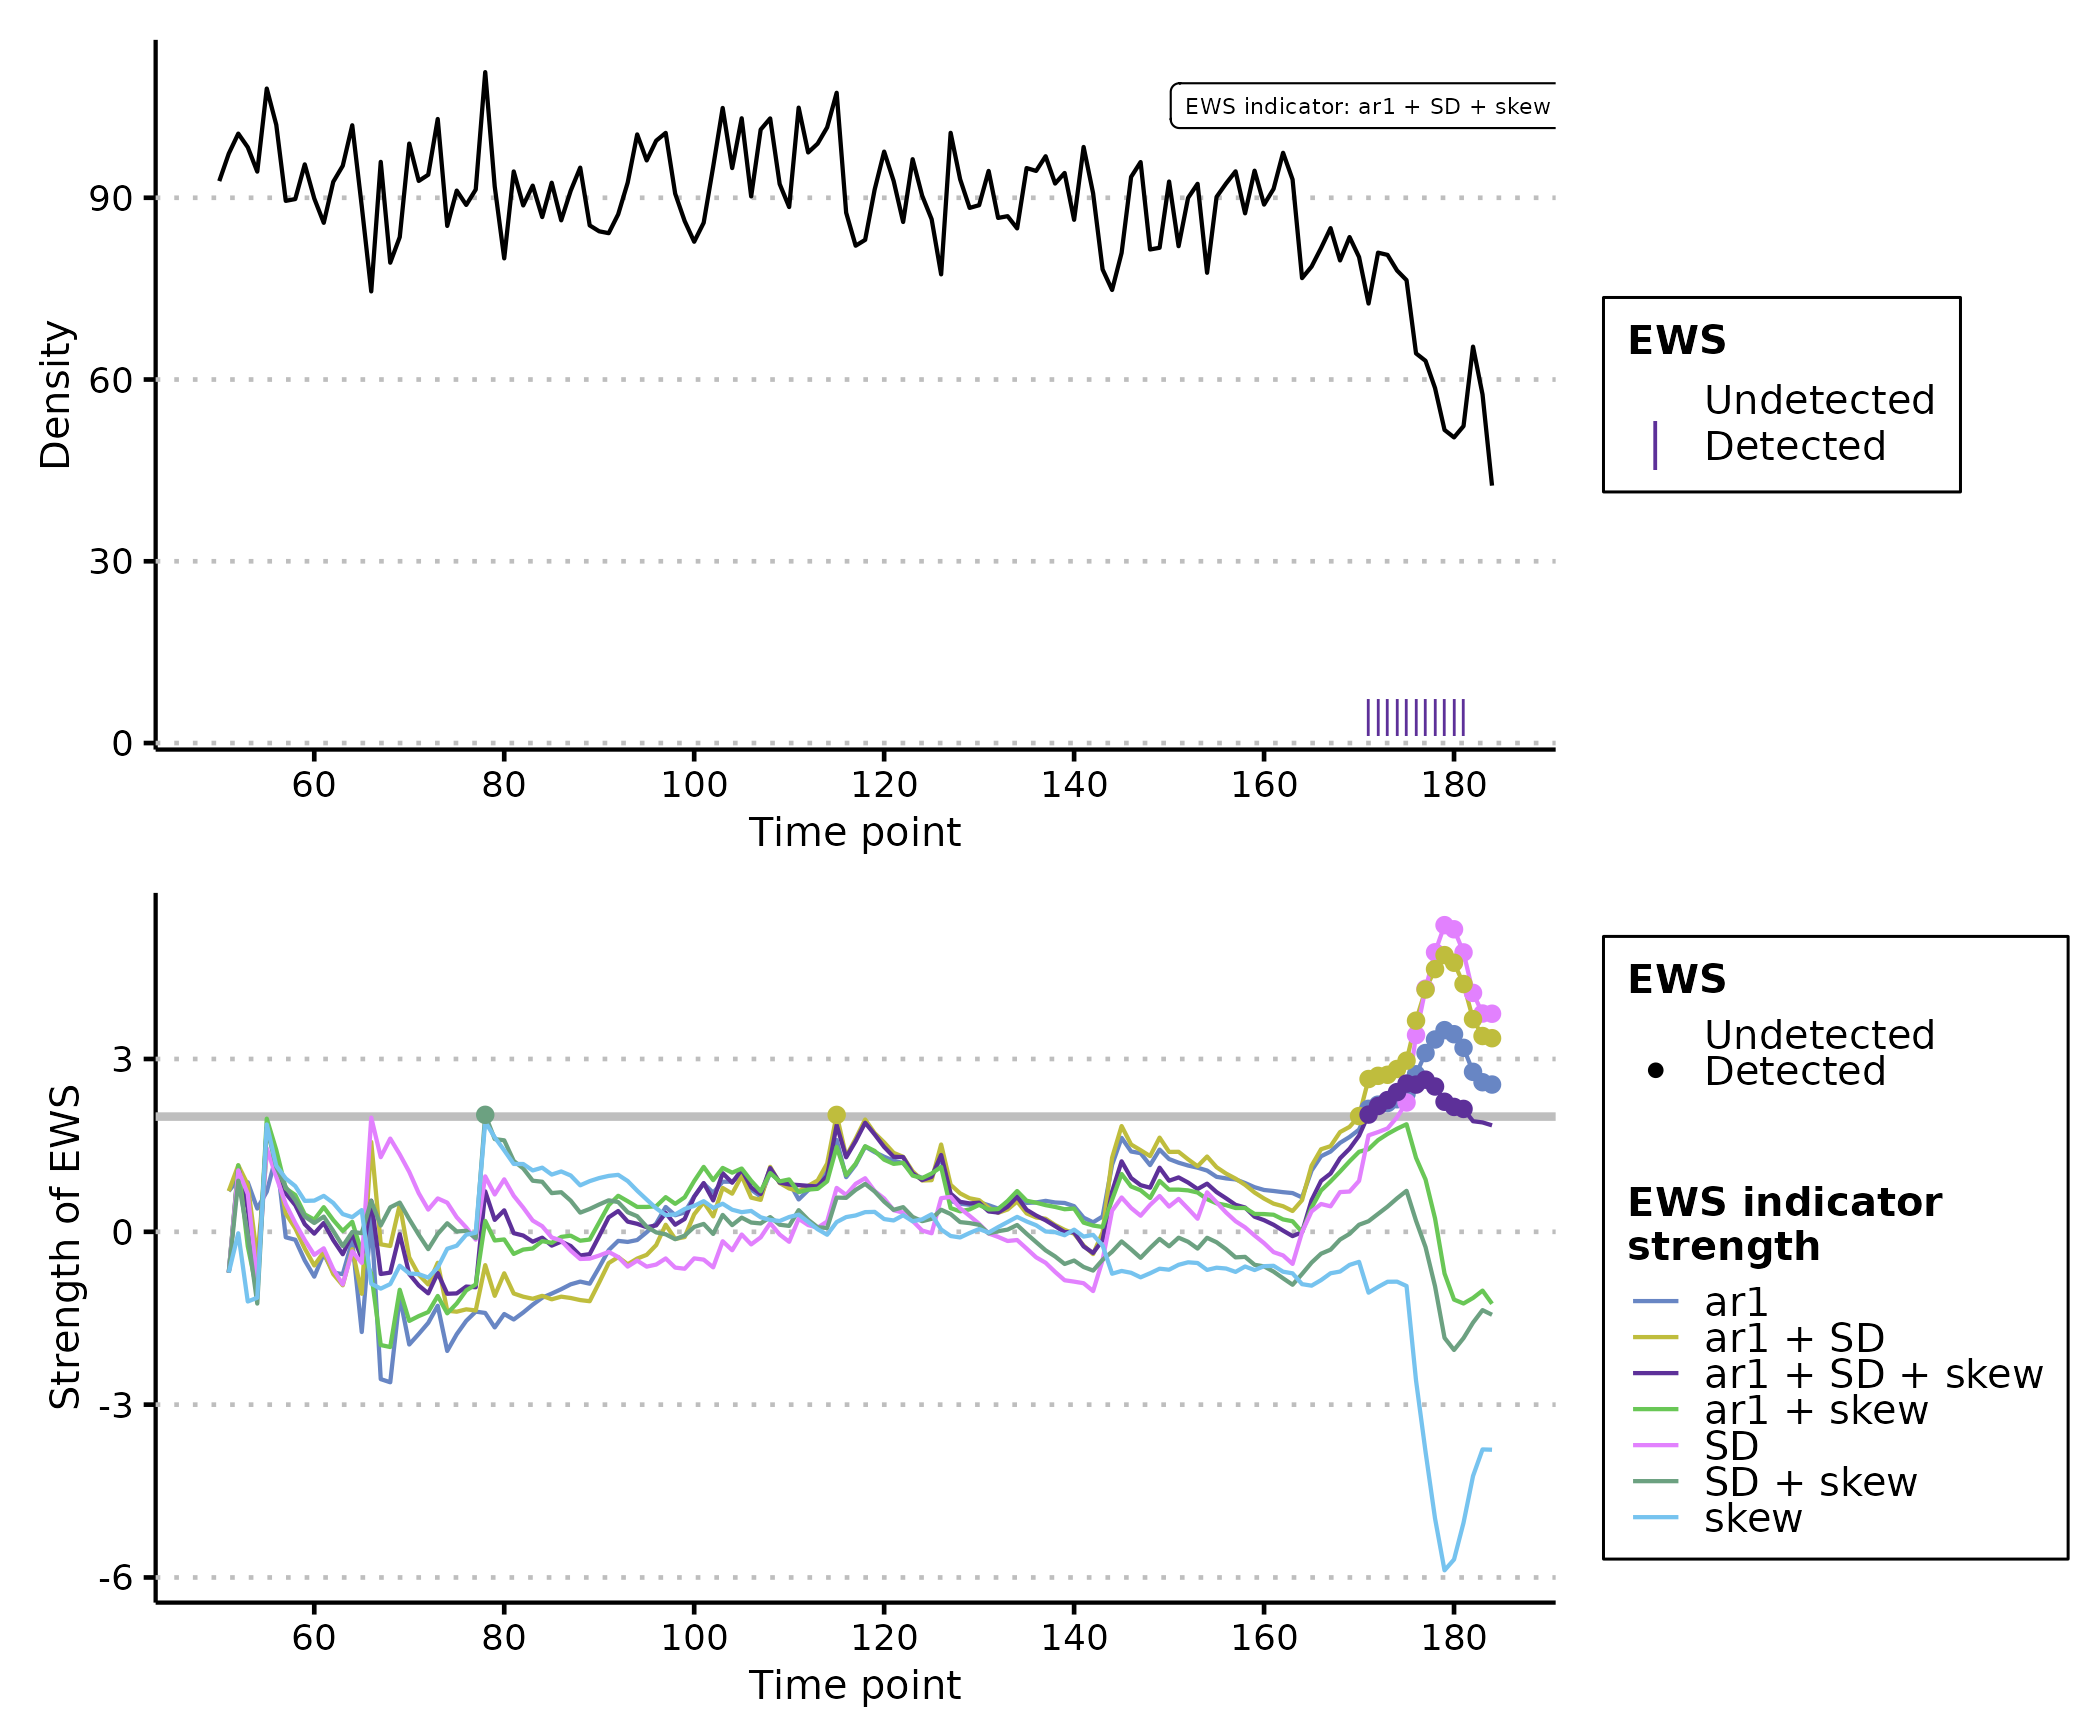 EWS indicator: ar1 + SD + skew
90
60
30
0
Density
60 80 100 120 140 160 180
Time point
EWS
Undetected
Detected
3
0
-3
-6
Strength of EWS
60 80 100 120 140 160 180
Time point
EWS
Undetected
Detected
EWS indicator
strength
ar1
ar1 + SD
ar1 + SD + skew
ar1 + skew
SD
SD + skew
skew